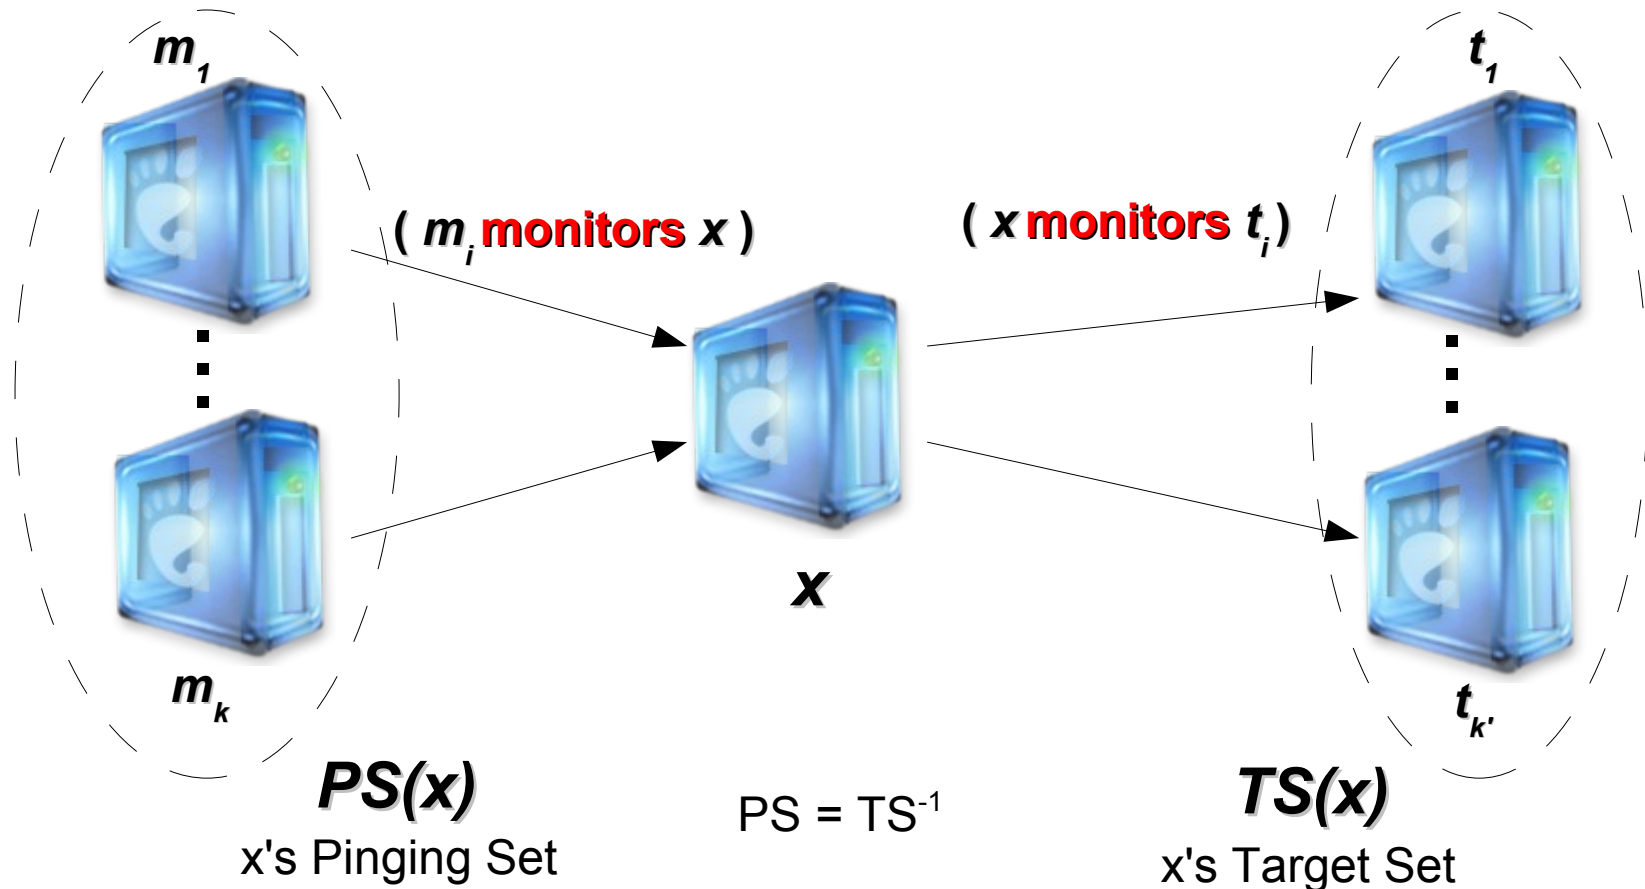 m1
t1
( mi monitors x )
( x monitors ti )
x
mk
tk'
PS(x)
x's Pinging Set
PS = TS-1
TS(x)
x's Target Set